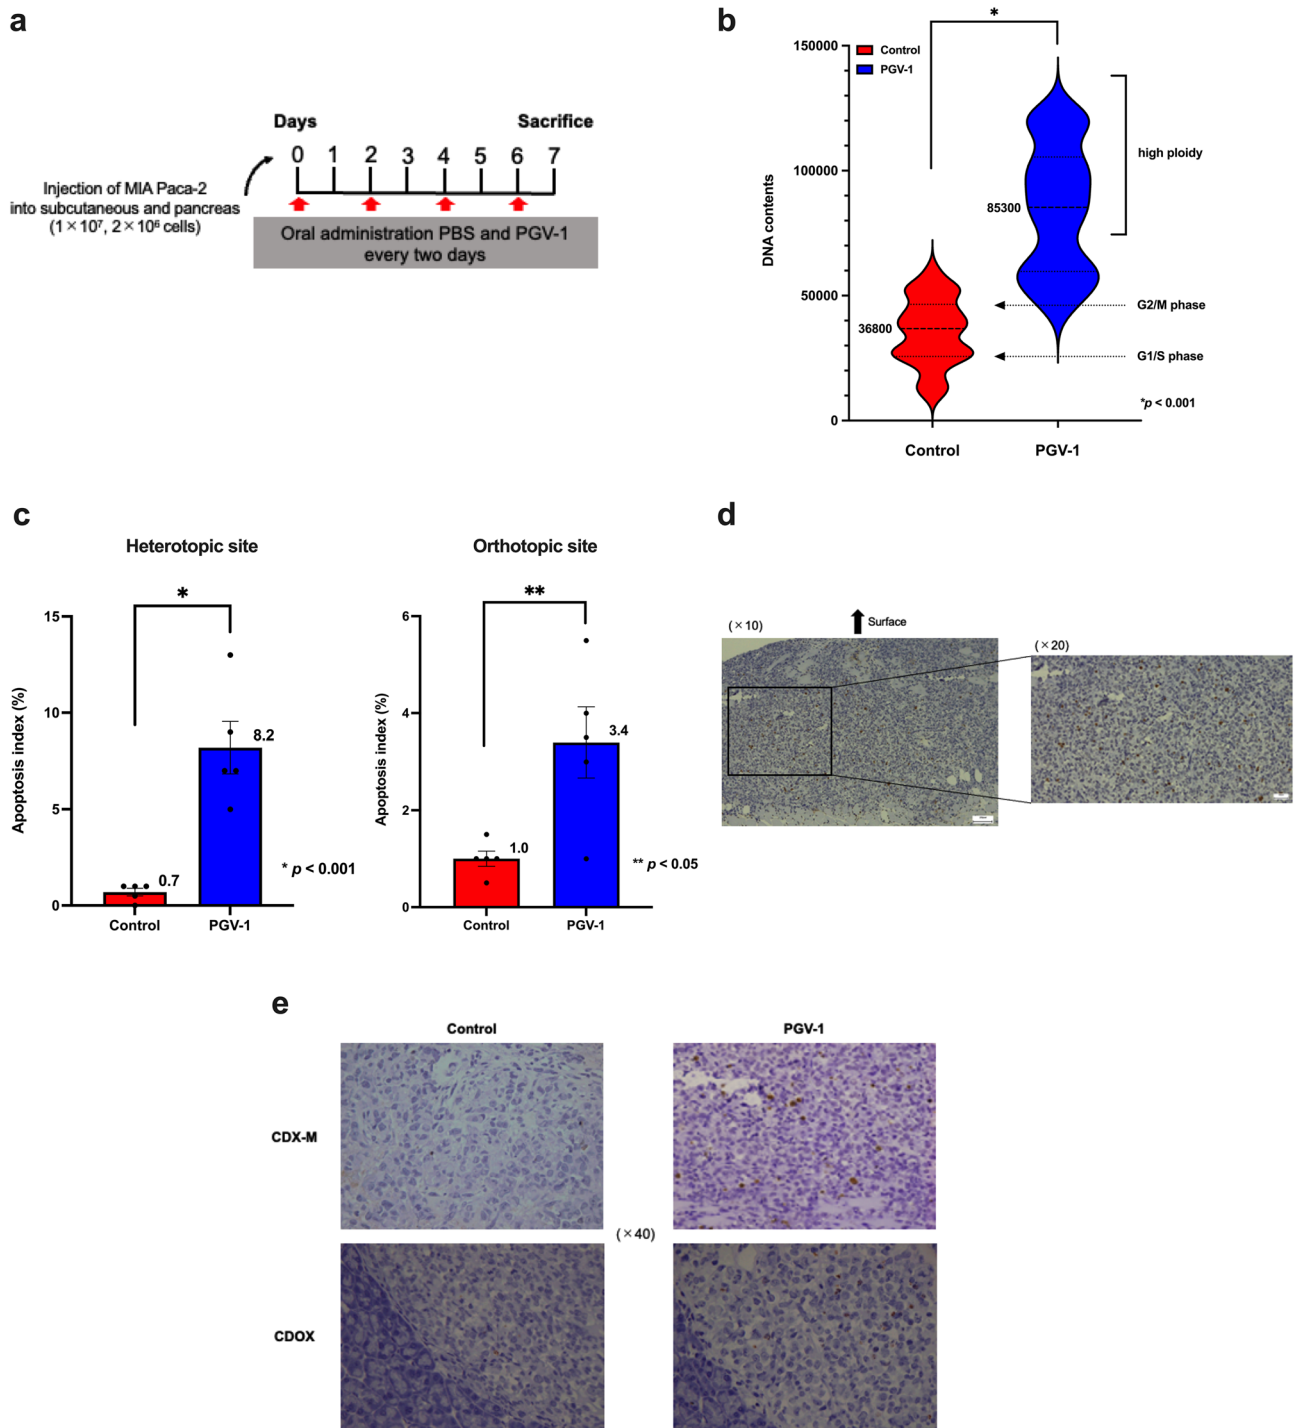 a
Days
Sacrifice
0 1 2 3 4 5 6 7
Injection of MIA Paca-2
into subcutaneous and pancreas
(1×10⁷, 2×10⁶ cells)
Oral administration PBS and PGV-1
every two days
b
*
150000
100000
50000
0
DNA contents
Control
PGV-1
high ploidy
85300
36800
G2/M phase
G1/S phase
*p < 0.001
Control
PGV-1
c
Heterotopic site
*
15
10
5
0
Apoptosis index (%)
8.2
0.7
* p < 0.001
Control
PGV-1
Orthotopic site
**
6
4
2
0
Apoptosis index (%)
3.4
1.0
** p < 0.05
Control
PGV-1
d
(×10)
Surface
(×20)
e
Control
PGV-1
CDX-M
(×40)
CDOX